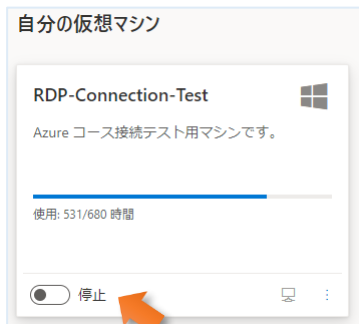 自分の仮想マシン
RDP-Connection-Test
Azure コース接続テスト用マシンです。
使用: 531/680 時間
停止